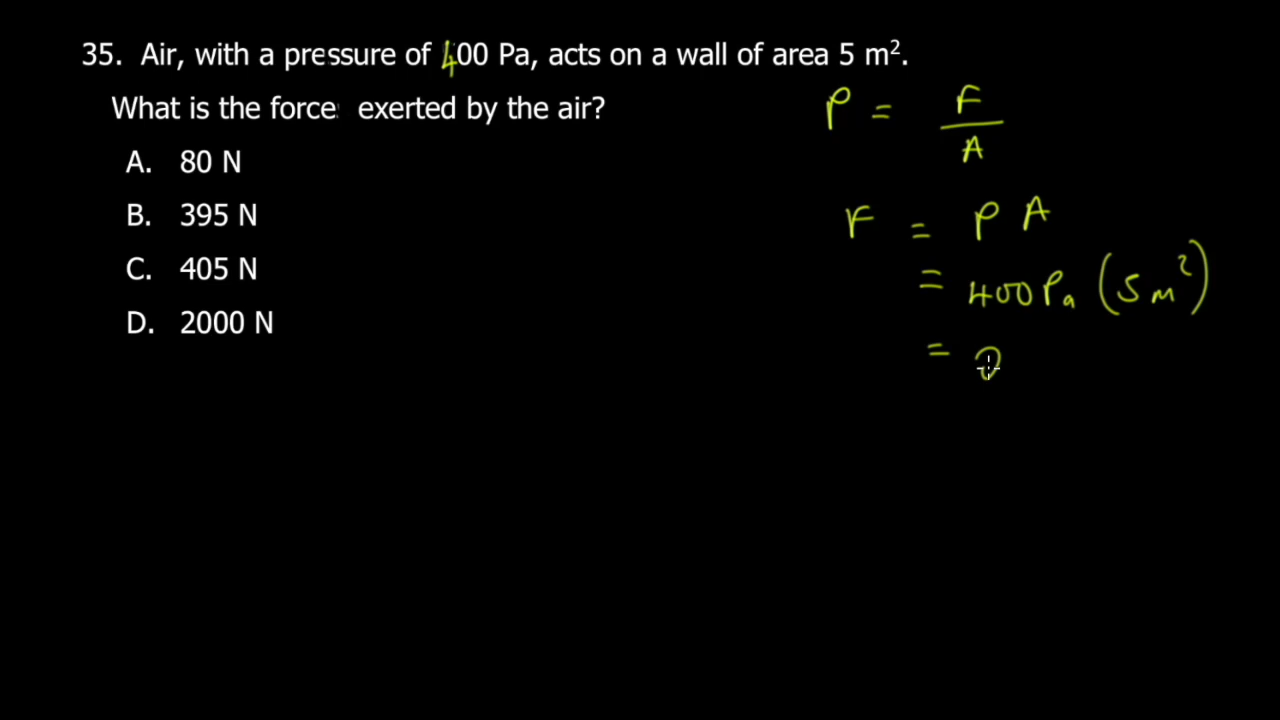 35. Air, with a pressure of 400 Pa, acts on a wall of area 5 m².
What is the force exerted by the air?
A. 80 N
B. 395 N
C. 405 N
D. 2000 N
P = F
A
F = P A
= 400 Pa (5 m²)
=